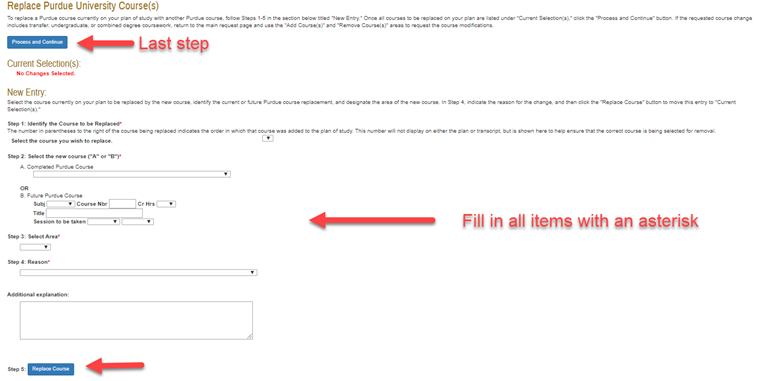 Replace Purdue University Course(s)
To replace a Purdue course currently on your plan of study with another Purdue course, follow Steps 1-5 in the section below titled "New Entry." Once all courses to be replaced on your plan are listed under "Current Selection(s)," click the "Process and Continue" button. If the requested course change
includes transfer, undergraduate, or combined degree coursework, return to the main request page and use the "Add Course(s)" and "Remove Course(s)" areas to request the course modifications.
Process and Continue
Last step
Current Selection(s):
No Changes Selected.
New Entry:
Select the course currently on your plan to be replaced by the new course, identify the current or future Purdue course replacement, and designate the area of the new course. In Step 4, indicate the reason for the change, and then click the "Replace Course" button to move this entry to "Current
Selection(s)."
Step 1: Identify the Course to be Replaced*
The number in parentheses to the right of the course being replaced indicates the order in which that course was added to the plan of study. This number will not display on either the plan or transcript, but is shown here to help ensure that the correct course is being selected for removal.
Select the course you wish to replace.
Step 2: Select the new course ("A" or "B")*
A. Completed Purdue Course
OR
B. Future Purdue Course
Subj Course Nbr Cr Hrs
Title
Session to be taken
Fill in all items with an asterisk
Step 3: Select Area*
Step 4: Reason*
Additional explanation:
Step 5: Replace Course